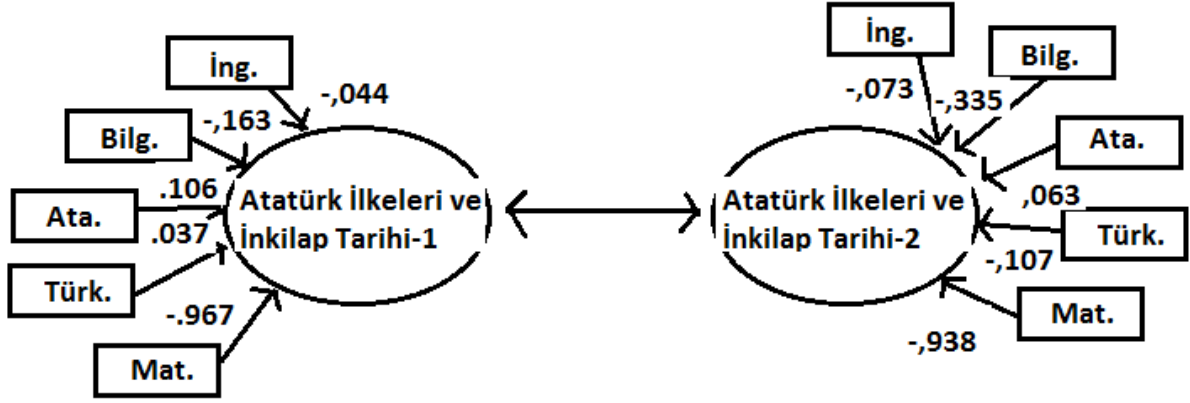 İng.
-,044
Bilg.
-,163
Ata.
.106
Türk.
.037
Mat.
-.967
Atatürk İlkeleri ve
İnkilap Tarihi-1
Atatürk İlkeleri ve
İnkilap Tarihi-2
İng.
-,073
Bilg.
-,335
Ata.
,063
Türk.
-,107
Mat.
-,938